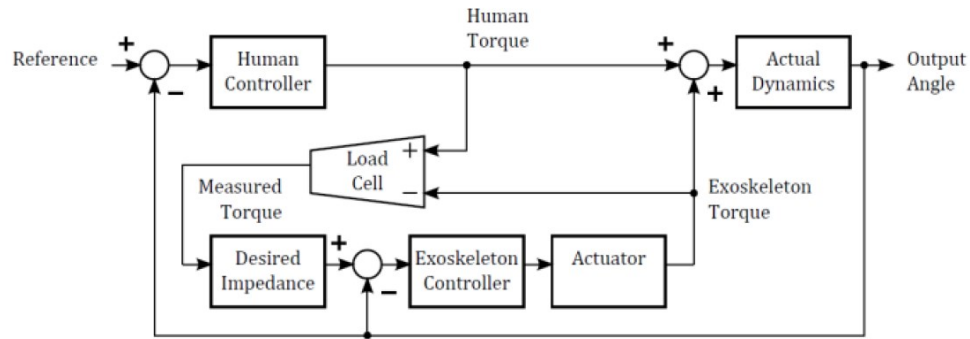 Human
Torque
Reference
+
−
Human
Controller
+
+
Actual
Dynamics
Output
Angle
Load
Cell
+
−
Measured
Torque
Exoskeleton
Torque
Desired
Impedance
+
−
Exoskeleton
Controller
Actuator